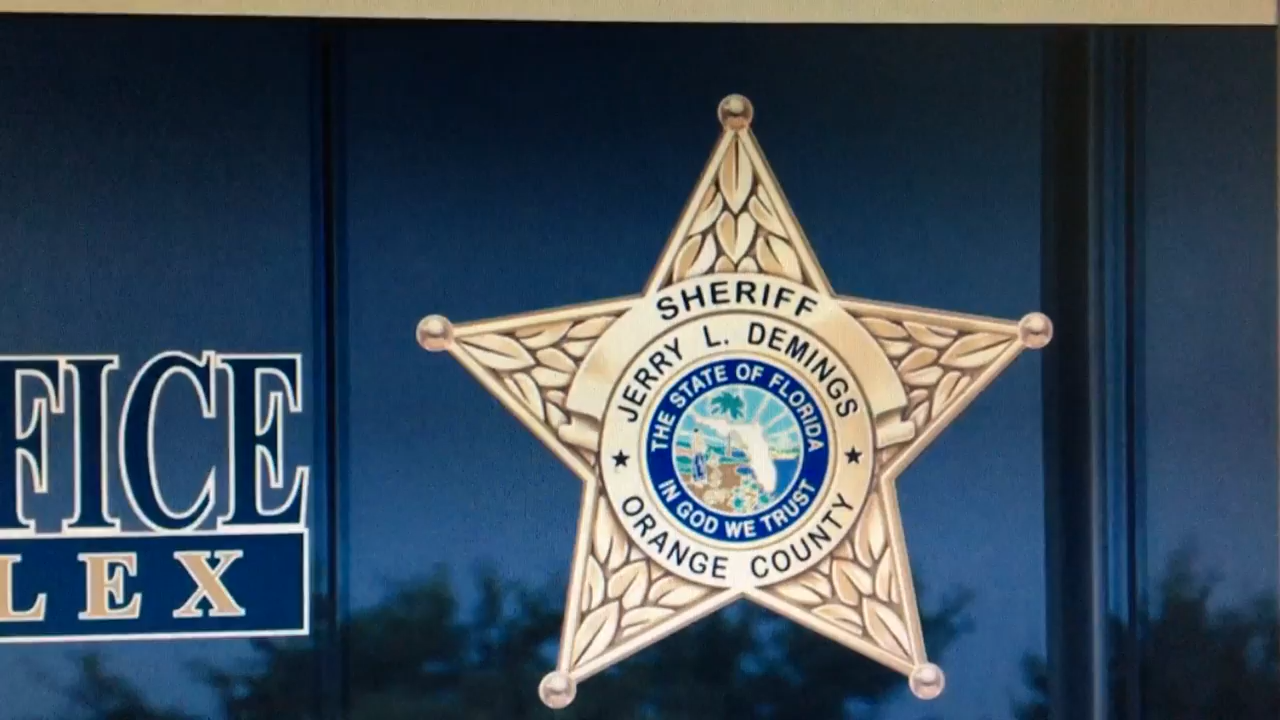 FICE
LEX
SHERIFF
JERRY L. DEMINGS
THE STATE OF FLORIDA
IN GOD WE TRUST
ORANGE COUNTY